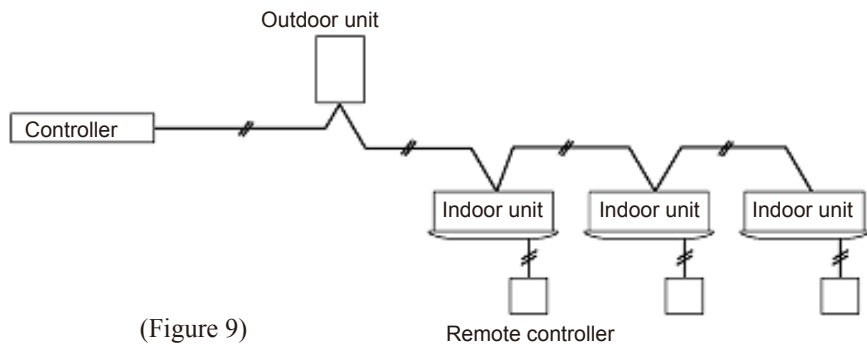 Outdoor unit
Controller
Indoor unit
Indoor unit
Indoor unit
(Figure 9)
Remote controller